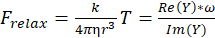 F_relax = k / 4πηr³ T = Re(Y)*ω / Im(Y)